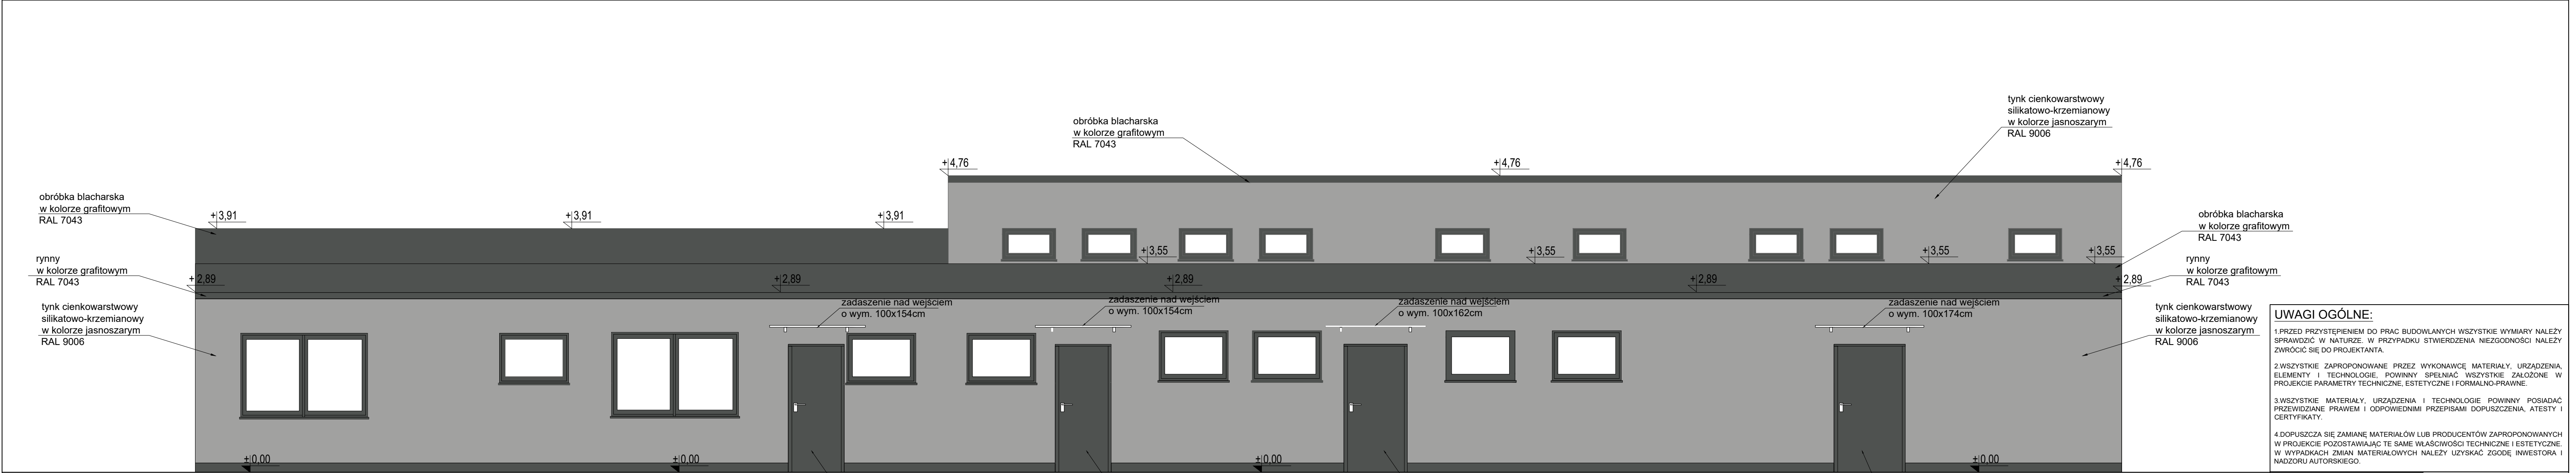 tynk cienkowarstwowy
silikatowo-krzemianowy
w kolorze jasnoszarym
RAL 9006
obróbka blacharska
w kolorze grafitowym
RAL 7043
+4,76
+4,76
+4,76
obróbka blacharska
w kolorze grafitowym
RAL 7043
+3,91
+3,91
+3,91
obróbka blacharska
w kolorze grafitowym
RAL 7043
+3,55
+3,55
+3,55
+3,55
rynny
w kolorze grafitowym
RAL 7043
rynny
w kolorze grafitowym
RAL 7043
+2,89
+2,89
+2,89
+2,89
+2,89
tynk cienkowarstwowy
silikatowo-krzemianowy
w kolorze jasnoszarym
RAL 9006
zadaszenie nad wejściem
o wym. 100x154cm
zadaszenie nad wejściem
o wym. 100x154cm
zadaszenie nad wejściem
o wym. 100x162cm
zadaszenie nad wejściem
o wym. 100x174cm
tynk cienkowarstwowy
silikatowo-krzemianowy
w kolorze jasnoszarym
RAL 9006
±0,00
±0,00
±0,00
±0,00
UWAGI OGÓLNE:
1.PRZED PRZYSTĘPIENIEM DO PRAC BUDOWLANYCH WSZYSTKIE WYMIARY NALEŻY
SPRAWDZIĆ W NATURZE. W PRZYPADKU STWIERDZENIA NIEZGODNOŚCI NALEŻY
ZWRÓCIĆ SIĘ DO PROJEKTANTA.
2.WSZYSTKIE ZAPROPONOWANE PRZEZ WYKONAWCĘ MATERIAŁY, URZĄDZENIA,
ELEMENTY I TECHNOLOGIE, POWINNY SPEŁNIAĆ WSZYSTKIE ZAŁOŻONE W
PROJEKCIE PARAMETRY TECHNICZNE, ESTETYCZNE I FORMALNO-PRAWNE.
3.WSZYSTKIE MATERIAŁY, URZĄDZENIA I TECHNOLOGIE POWINNY POSIADAĆ
PRZEWIDZIANE PRAWEM I ODPOWIEDNIMI PRZEPISAMI DOPUSZCZENIA, ATESTY I
CERTYFIKATY.
4.DOPUSZCZA SIĘ ZAMIANĘ MATERIAŁÓW LUB PRODUCENTÓW ZAPROPONOWANYCH
W PROJEKCIE POZOSTAWIAJĄC TE SAME WŁAŚCIWOŚCI TECHNICZNE I ESTETYCZNE.
W WYPADKACH ZMIAN MATERIAŁOWYCH NALEŻY UZYSKAĆ ZGODĘ INWESTORA I
NADZORU AUTORSKIEGO.